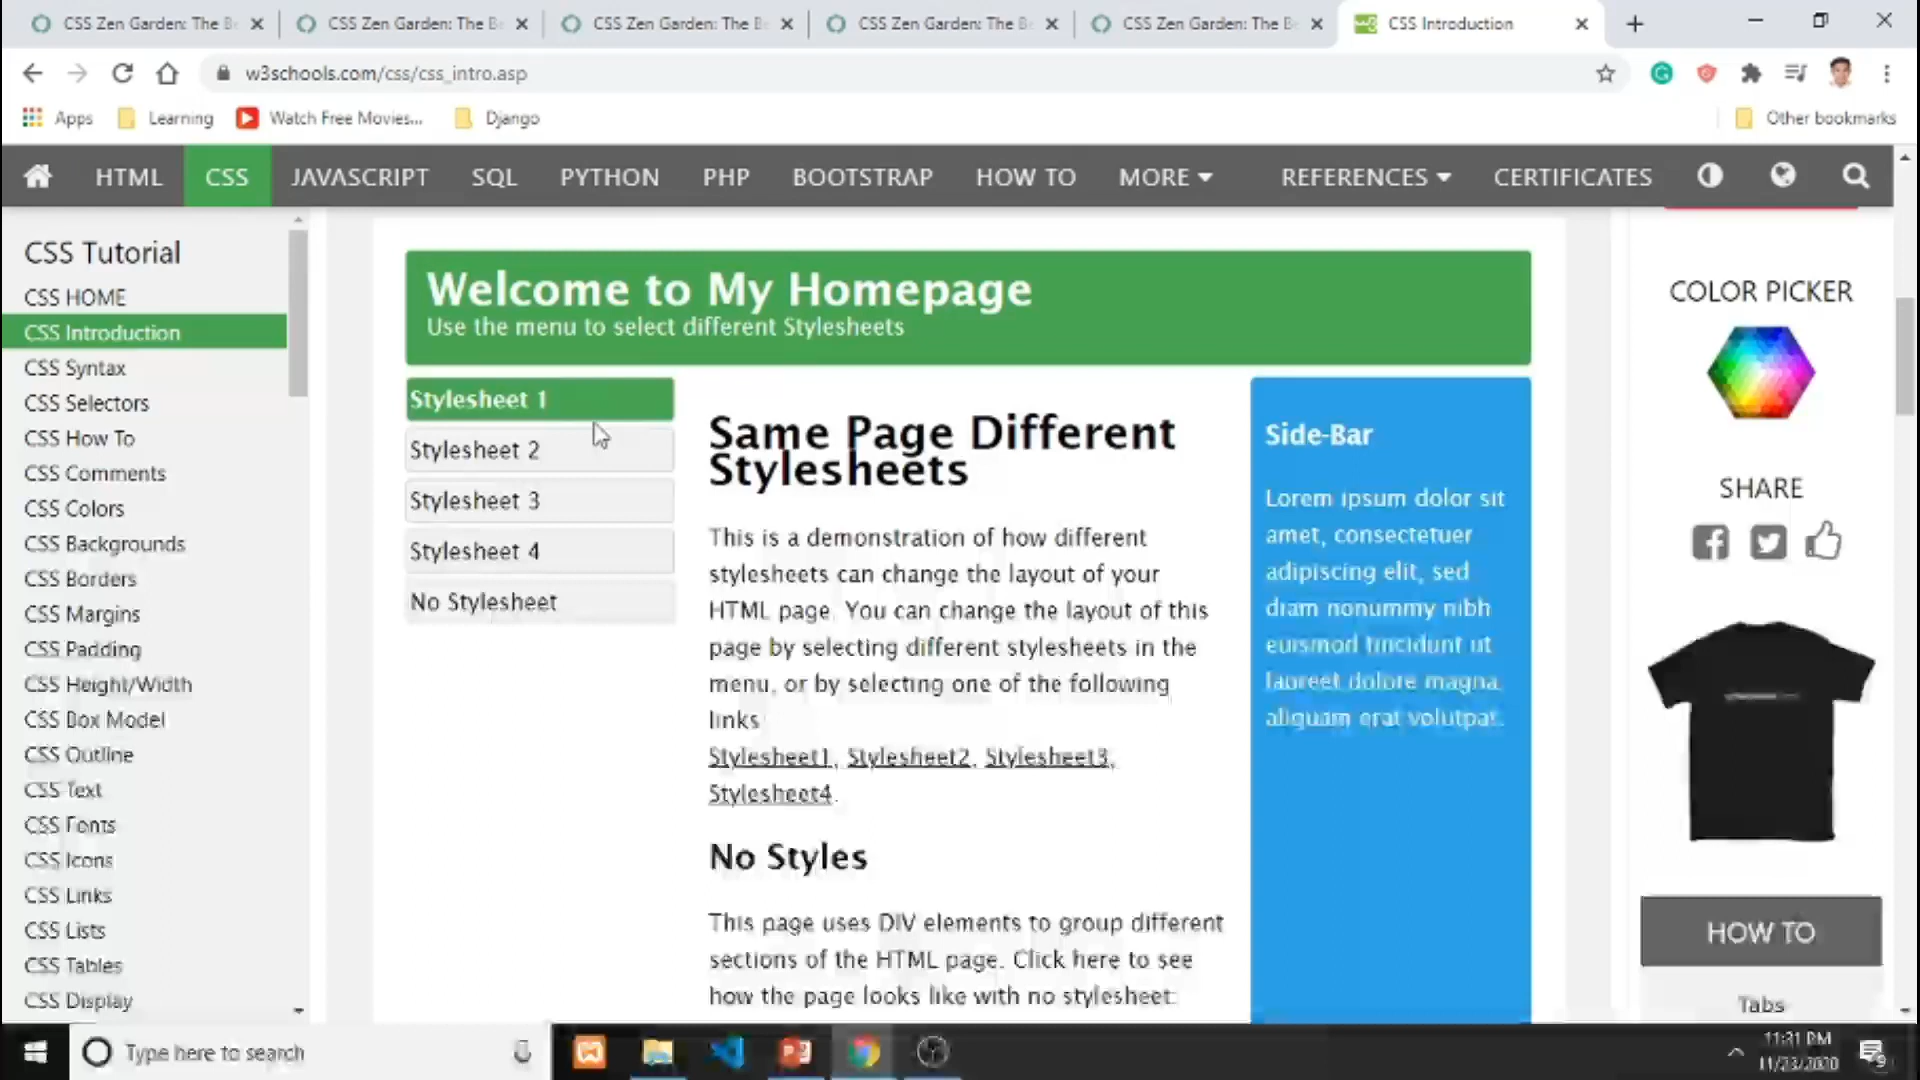 CSS Zen Garden: The Be
CSS Zen Garden: The Be
CSS Zen Garden: The Be
CSS Zen Garden: The Be
CSS Zen Garden: The Be
CSS Introduction
w3schools.com/css/css_intro.asp
Apps
Learning
Watch Free Movies...
Django
Other bookmarks
HTML
CSS
JAVASCRIPT
SQL
PYTHON
PHP
BOOTSTRAP
HOW TO
MORE
REFERENCES
CERTIFICATES
CSS Tutorial
CSS HOME
CSS Introduction
CSS Syntax
CSS Selectors
CSS How To
CSS Comments
CSS Colors
CSS Backgrounds
CSS Borders
CSS Margins
CSS Padding
CSS Height/Width
CSS Box Model
CSS Outline
CSS Text
CSS Fonts
CSS Icons
CSS Links
CSS Lists
CSS Tables
CSS Display
Welcome to My Homepage
Use the menu to select different Stylesheets
Stylesheet 1
Stylesheet 2
Stylesheet 3
Stylesheet 4
No Stylesheet
Same Page Different
Stylesheets
This is a demonstration of how different
stylesheets can change the layout of your
HTML page. You can change the layout of this
page by selecting different stylesheets in the
menu, or by selecting one of the following
links
Stylesheet1, Stylesheet2, Stylesheet3,
Stylesheet4.
No Styles
This page uses DIV elements to group different
sections of the HTML page. Click here to see
how the page looks like with no stylesheet:
Side-Bar
Lorem ipsum dolor sit
amet, consectetuer
adipiscing elit, sed
diam nonummy nibh
euismod tincidunt ut
laoreet dolore magna
aliquam erat volutpat.
COLOR PICKER
SHARE
HOW TO
Tabs
Type here to search
11:31 PM
11/23/2020
9